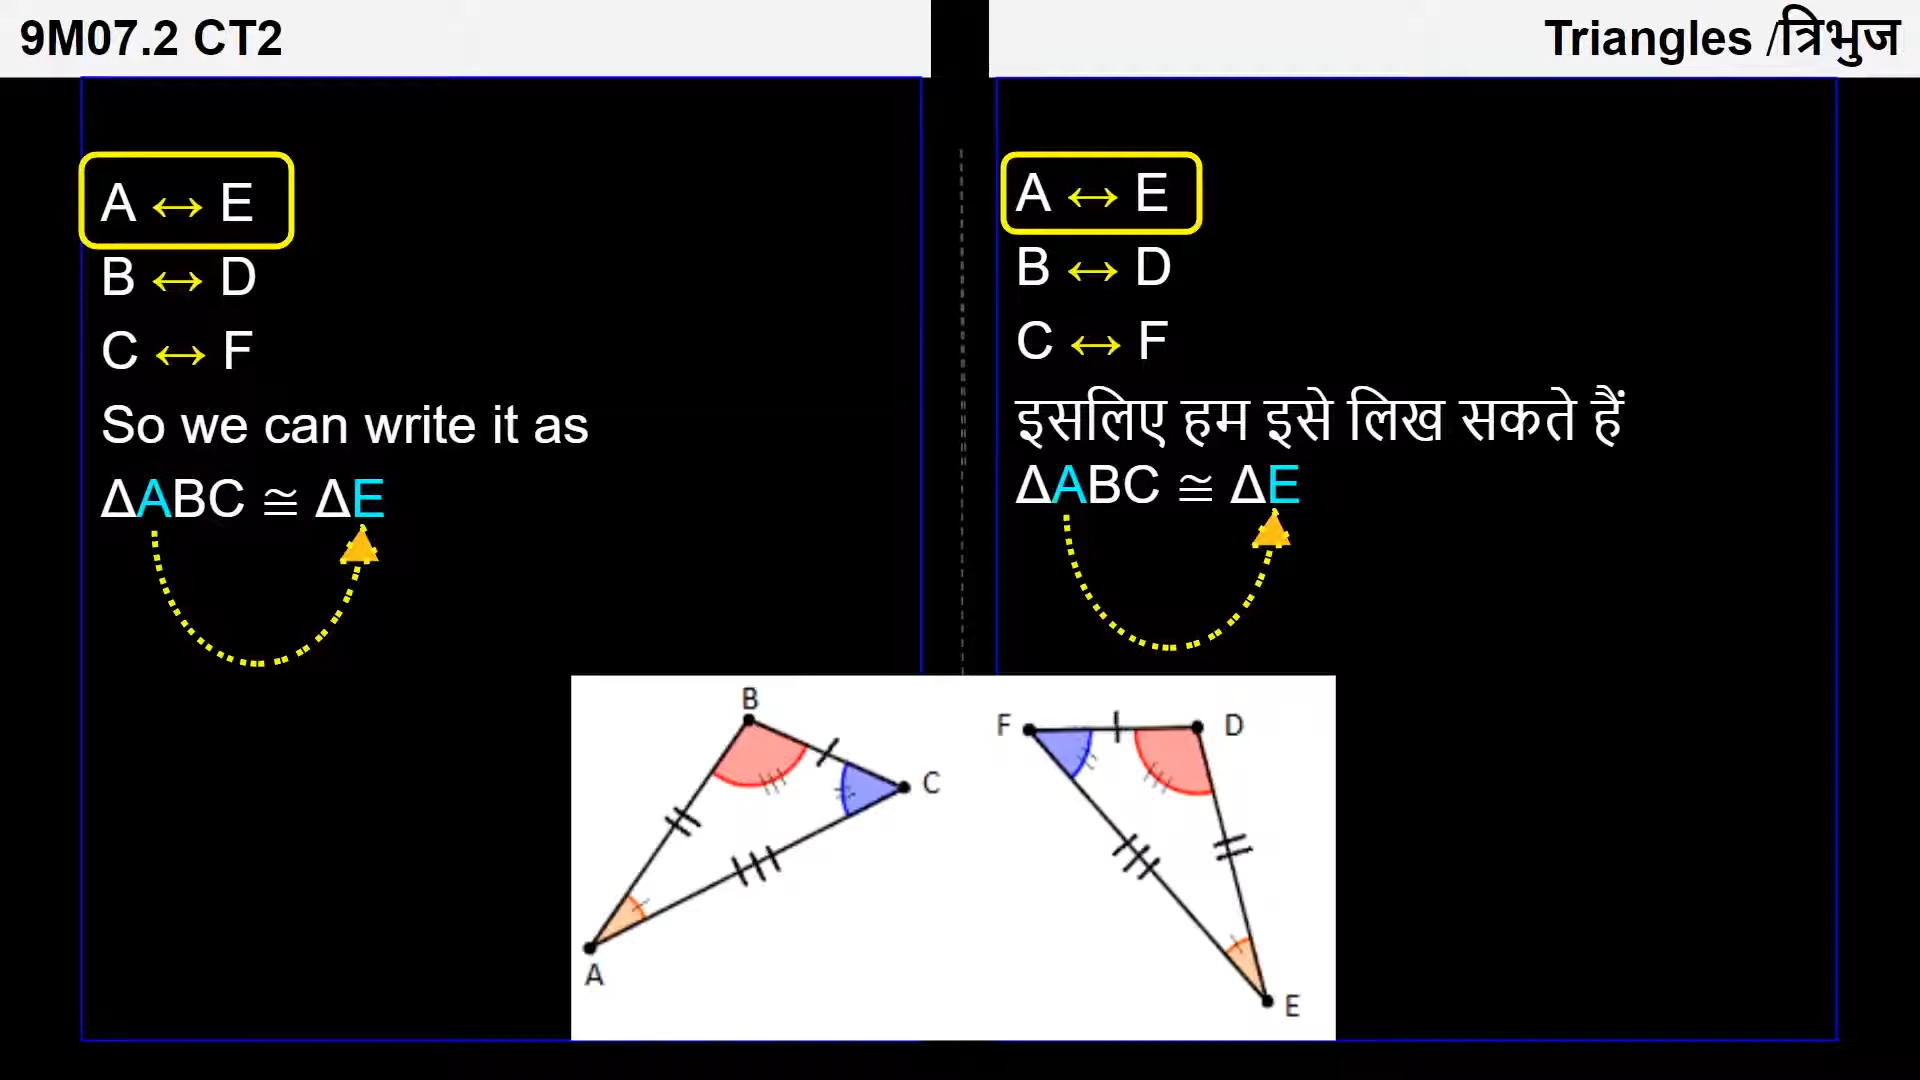 9M07.2 CT2
Triangles /त्रिभुज
A ↔ E
B ↔ D
C ↔ F
So we can write it as
ΔABC ≅ ΔE
A ↔ E
B ↔ D
C ↔ F
इसलिए हम इसे लिख सकते हैं
ΔABC ≅ ΔE
B
C
A
F
D
E